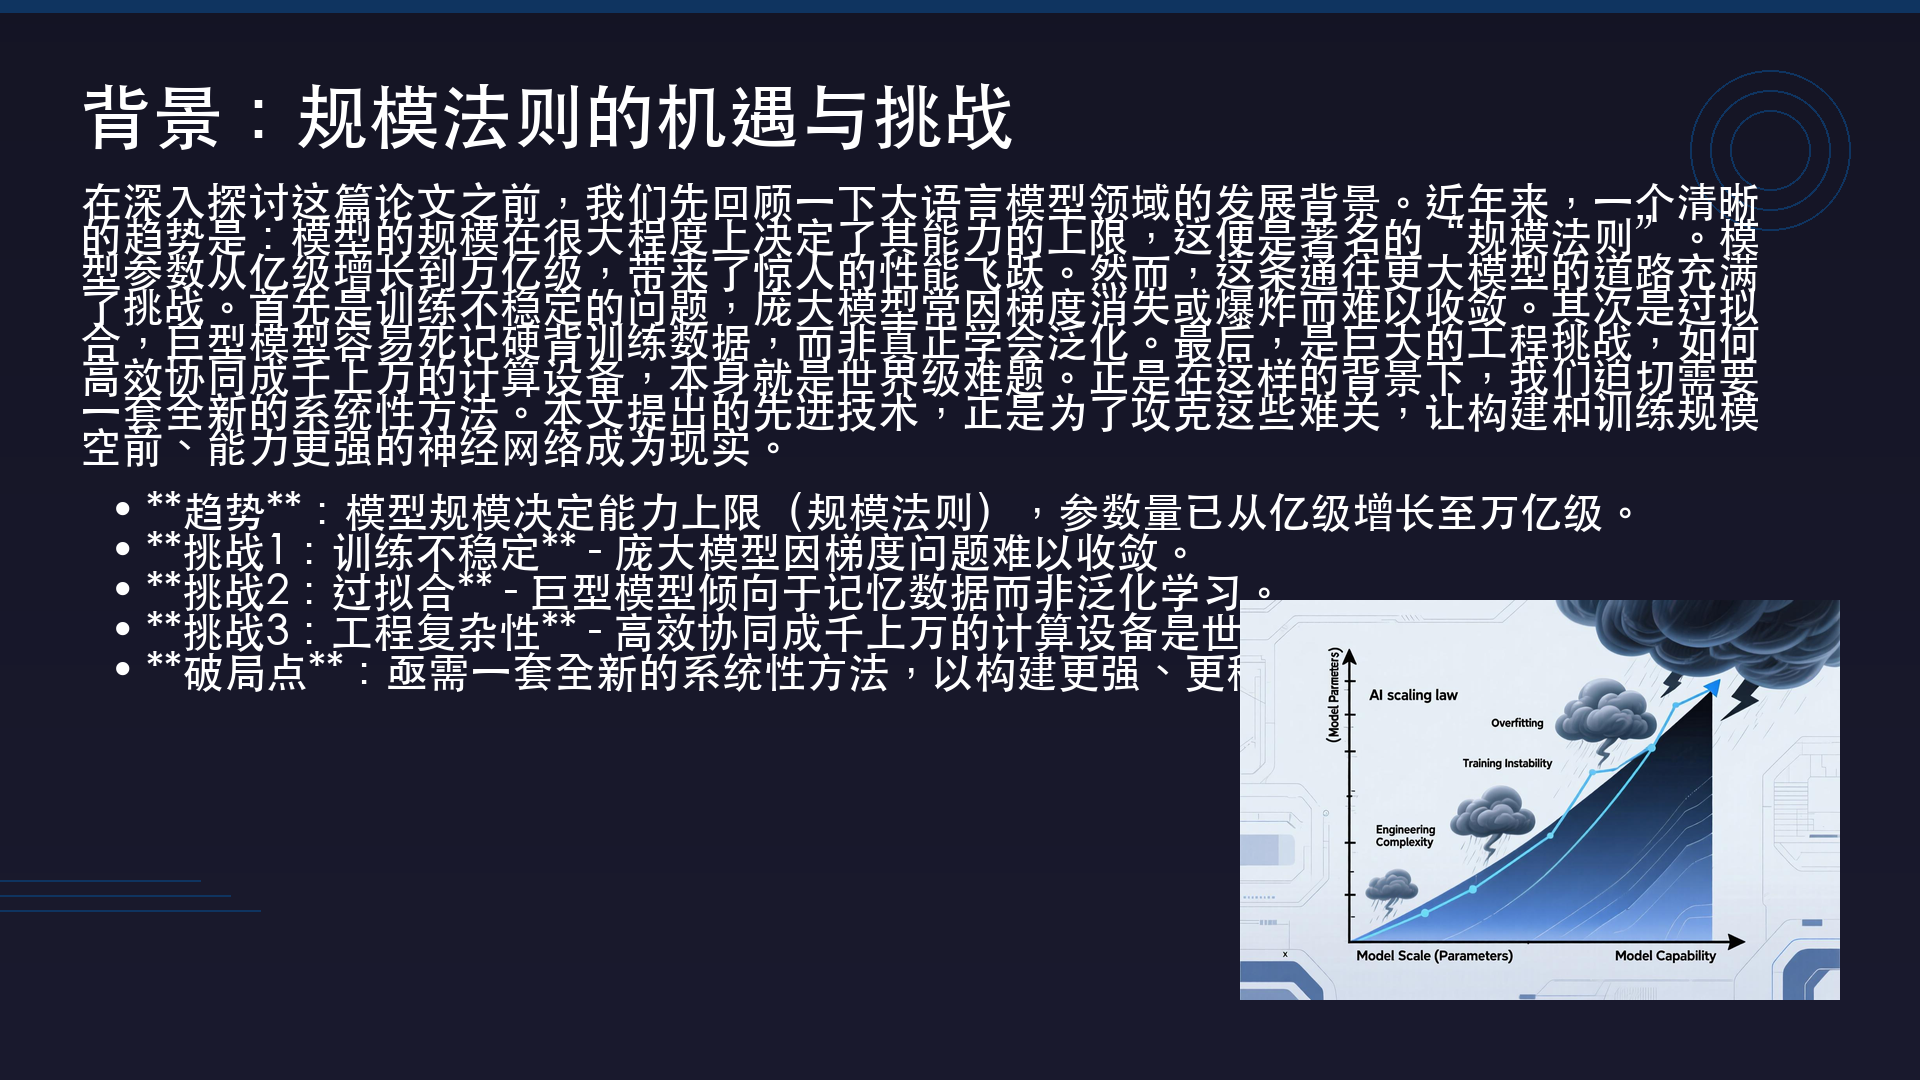 背景：规模法则的机遇与挑战
在深入探讨这篇论文之前，我们先回顾一下大语言模型领域的发展背景。近年来，一个清晰
的趋势是：模型的规模在很大程度上决定了其能力的上限，这便是著名的“规模法则”。模
型参数从亿级增长到万亿级，带来了惊人的性能飞跃。然而，这条通往更大模型的道路充满
了挑战。首先是训练不稳定的问题，庞大模型常因梯度消失或爆炸而难以收敛。其次是过拟
合，巨型模型容易死记硬背训练数据，而非真正学会泛化。最后，是巨大的工程挑战，如何
高效协同成千上万的计算设备，本身就是世界级难题。正是在这样的背景下，我们迫切需要
一套全新的系统性方法。本文提出的先进技术，正是为了攻克这些难关，让构建和训练规模
空前、能力更强的神经网络成为现实。
• **趋势**：模型规模决定能力上限（规模法则），参数量已从亿级增长至万亿级。
• **挑战1：训练不稳定** - 庞大模型因梯度问题难以收敛。
• **挑战2：过拟合** - 巨型模型倾向于记忆数据而非泛化学习。
• **挑战3：工程复杂性** - 高效协同成千上万的计算设备是世
• **破局点**：亟需一套全新的系统性方法，以构建更强、更
(Model Parmeters)
AI scaling law
Overfitting
Training Instability
Engineering
Complexity
x
Model Scale (Parameters)
Model Capability